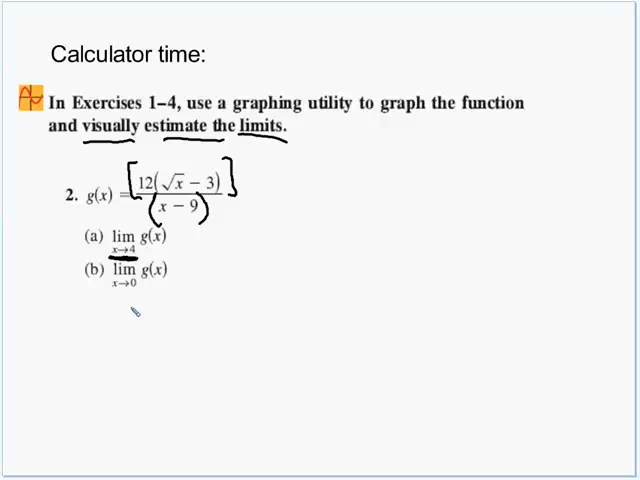 Calculator time:
In Exercises 1–4, use a graphing utility to graph the function
and visually estimate the limits.
2. g(x) = [12(√x − 3)] / (x − 9)
(a) lim x→4 g(x)
(b) lim x→0 g(x)